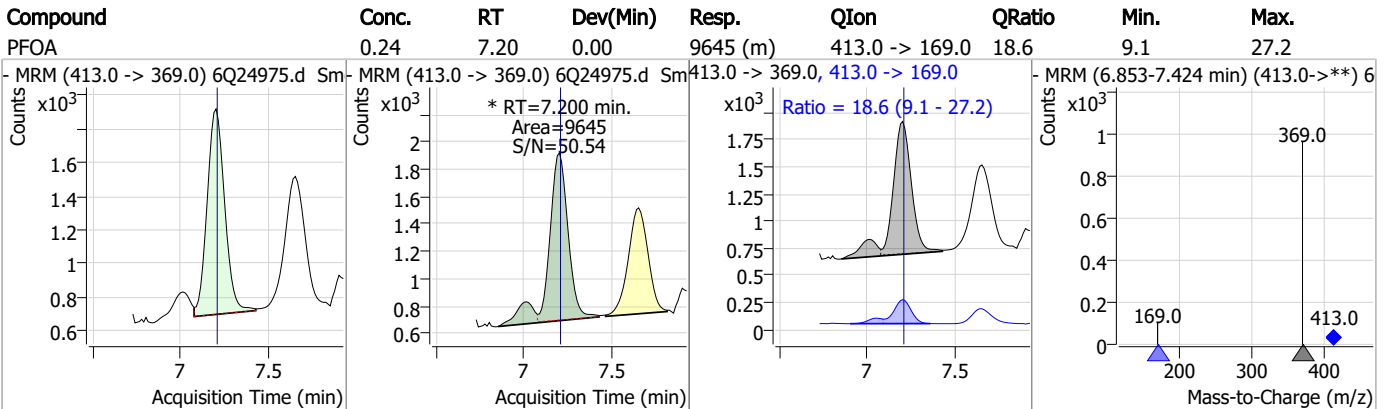 Compound Conc. RT Dev(Min) Resp. QIon QRatio Min. Max.
PFOA 0.24 7.20 0.00 9645 (m) 413.0 -> 169.0 18.6 9.1 27.2
- MRM (413.0 -> 369.0) 6Q24975.d Sm
x10³
Counts
1.6
1.4
1.2
1
0.8
0.6
7 7.5
Acquisition Time (min)
- MRM (413.0 -> 369.0) 6Q24975.d Sm
x10³
Counts
* RT=7.200 min.
Area=9645
S/N=50.54
2
1.8
1.6
1.4
1.2
1
0.8
0.6
7 7.5
Acquisition Time (min)
413.0 -> 369.0, 413.0 -> 169.0
x10³
Ratio = 18.6 (9.1 - 27.2)
Counts
1.75
1.5
1.25
1
0.75
0.5
0.25
0
7 7.5
Acquisition Time (min)
- MRM (6.853-7.424 min) (413.0->**) 6
x10³
Counts
1
0.8
0.6
0.4
0.2
0
369.0
169.0
413.0
200 300 400
Mass-to-Charge (m/z)